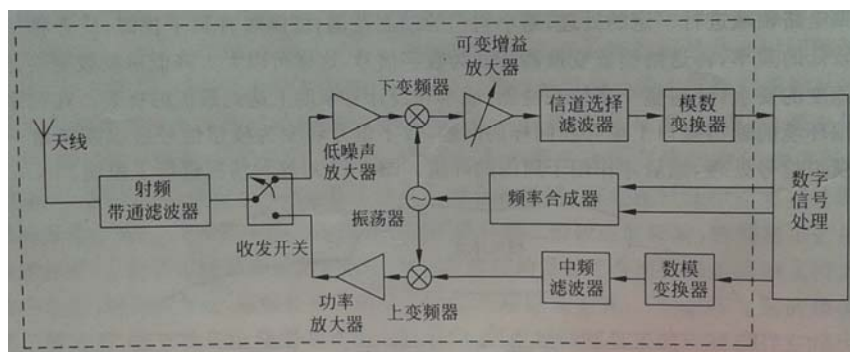 可变增益
放大器
下变频器
信道选择
滤波器
模数
变换器
天线
低噪声
放大器
射频
带通滤波器
收发开关
振荡器
频率合成器
数字
信号
处理
功率
放大器
上变频器
中频
滤波器
数模
变换器